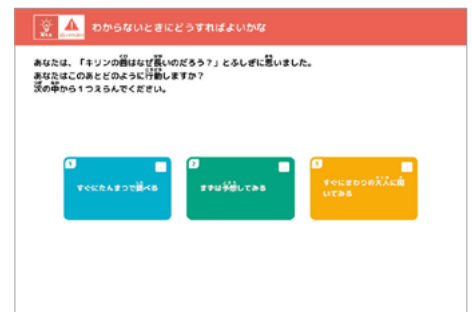 わからないときにどうすればよいかな
あなたは、「キリンの首はなぜ長いのだろう?」とふしぎに思いました。
あなたはこのあとどのように行動しますか?
次の中から1つえらんでください。
1
すぐにたんまつで調べる
2
まずは予想してみる
3
すぐにまわりの大人に聞
いてみる